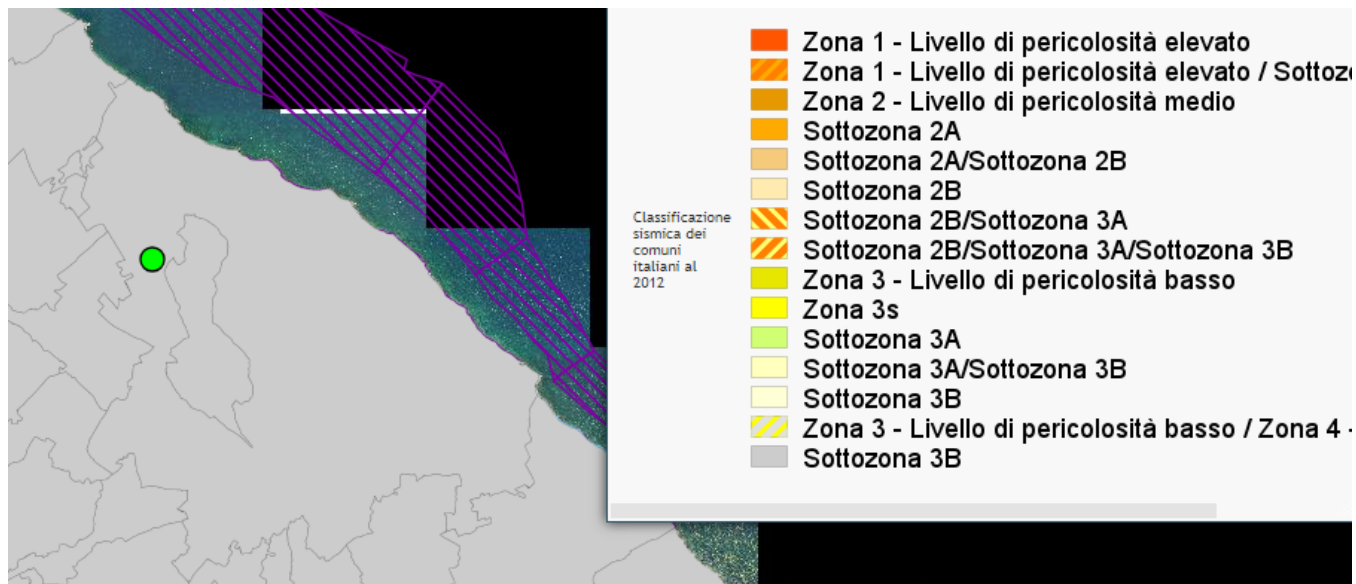 Zona 1 - Livello di pericolosità elevato
Zona 1 - Livello di pericolosità elevato /
Zona 2 - Livello di pericolosità medio
Sottozona 2A
Sottozona 2A/Sottozona 2B
Sottozona 2B
Classificazione
sismica dei
comuni
italiani al
2012
Sottozona 2B/Sottozona 3A
Sottozona 2B/Sottozona 3A/Sottozona 3B
Zona 3 - Livello di pericolosità basso
Zona 3s
Sottozona 3A
Sottozona 3A/Sottozona 3B
Sottozona 3B
Zona 3 - Livello di pericolosità basso / Zona 4 -
Sottozona 3B